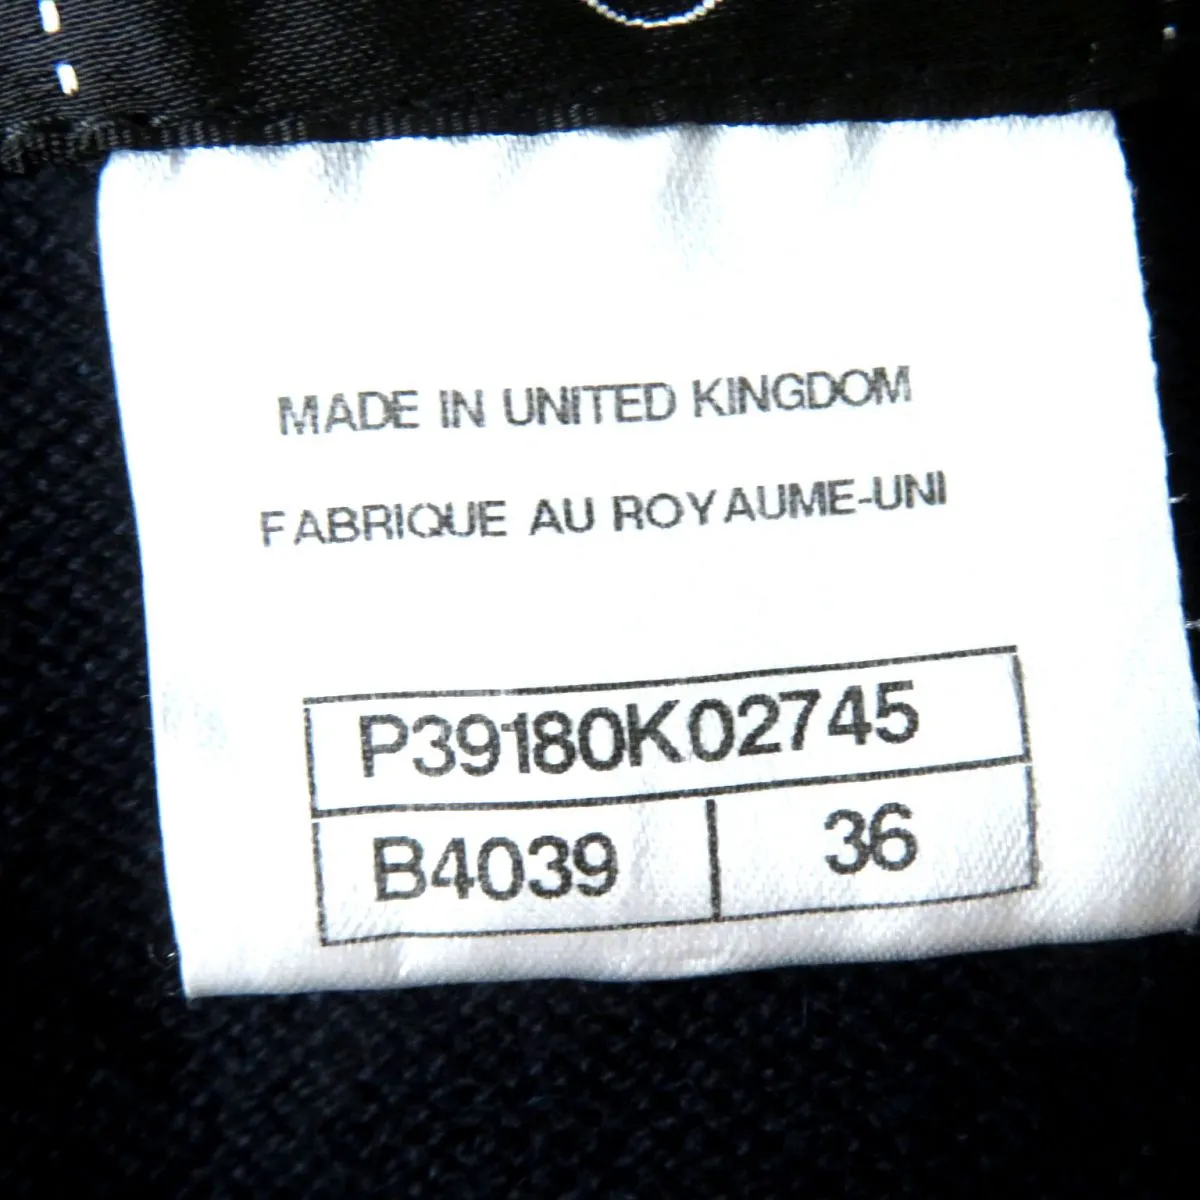 MADE IN UNITED KINGDOM
FABRIQUE AU ROYAUME-UNI
P39180K02745
B4039 36